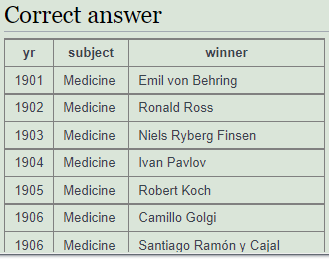 Correct answer
yr subject winner
1901 Medicine Emil von Behring
1902 Medicine Ronald Ross
1903 Medicine Niels Ryberg Finsen
1904 Medicine Ivan Pavlov
1905 Medicine Robert Koch
1906 Medicine Camillo Golgi
1906 Medicine Santiago Ramón y Cajal